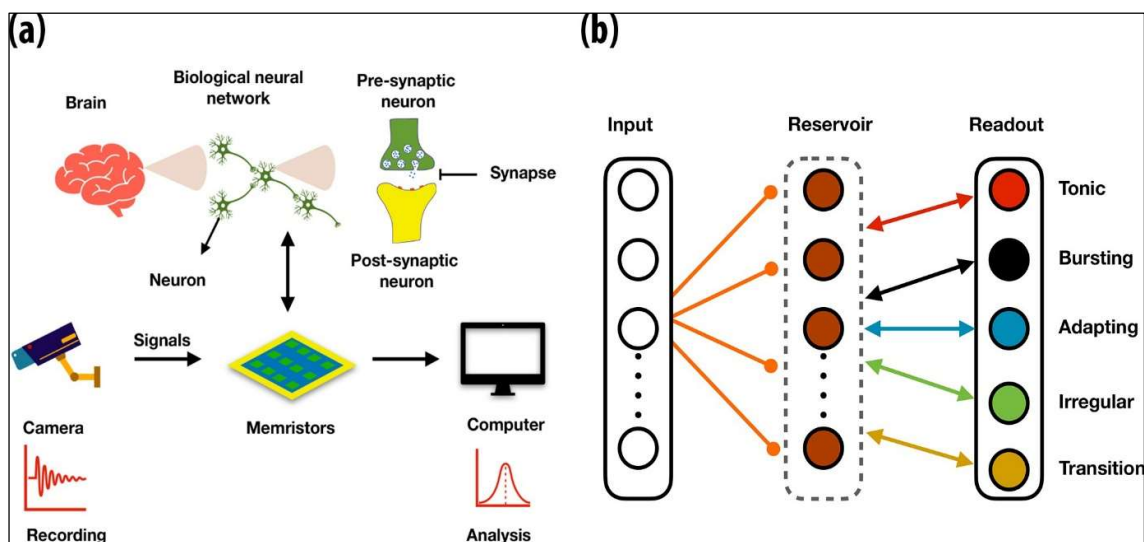 (a)
Brain
Biological neural
network
Pre-synaptic
neuron
Synapse
Neuron
Post-synaptic
neuron
Signals
Camera
Memristors
Computer
Recording
Analysis
(b)
Input
Reservoir
Readout
Tonic
Bursting
Adapting
Irregular
Transition